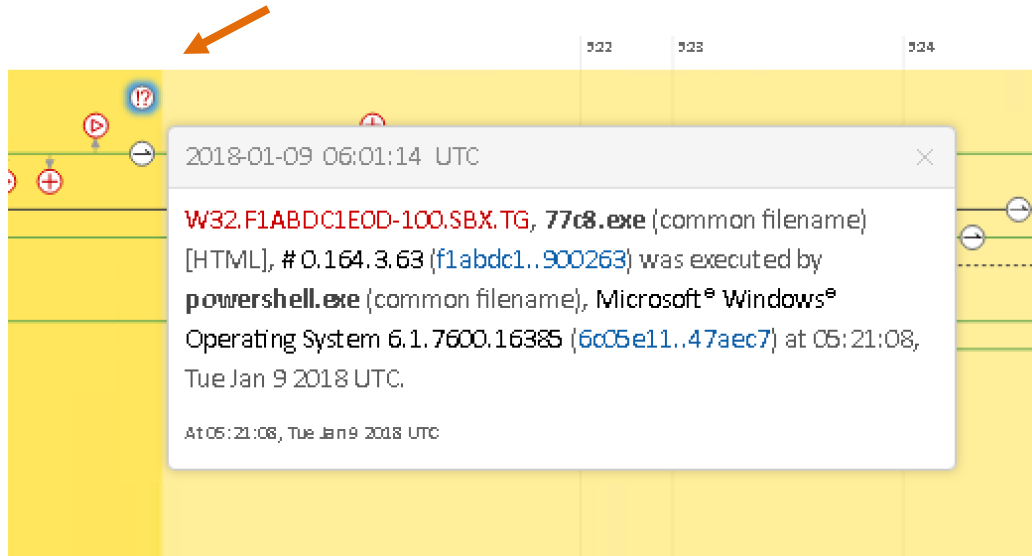 5:22 5:23 5:24
!?
2018-01-09 06:01:14 UTC ×
W32.F1ABDC1E0D-100.SBX.TG, 77c8.exe (common filename)
[HTML], # 0.164.3.63 (f1abdc1..900263) was executed by
powershell.exe (common filename), Microsoft® Windows®
Operating System 6.1.7600.16385 (6c05e11..47aec7) at 05:21:08,
Tue Jan 9 2018 UTC.
At 05:21:08, Tue Jan 9 2018 UTC